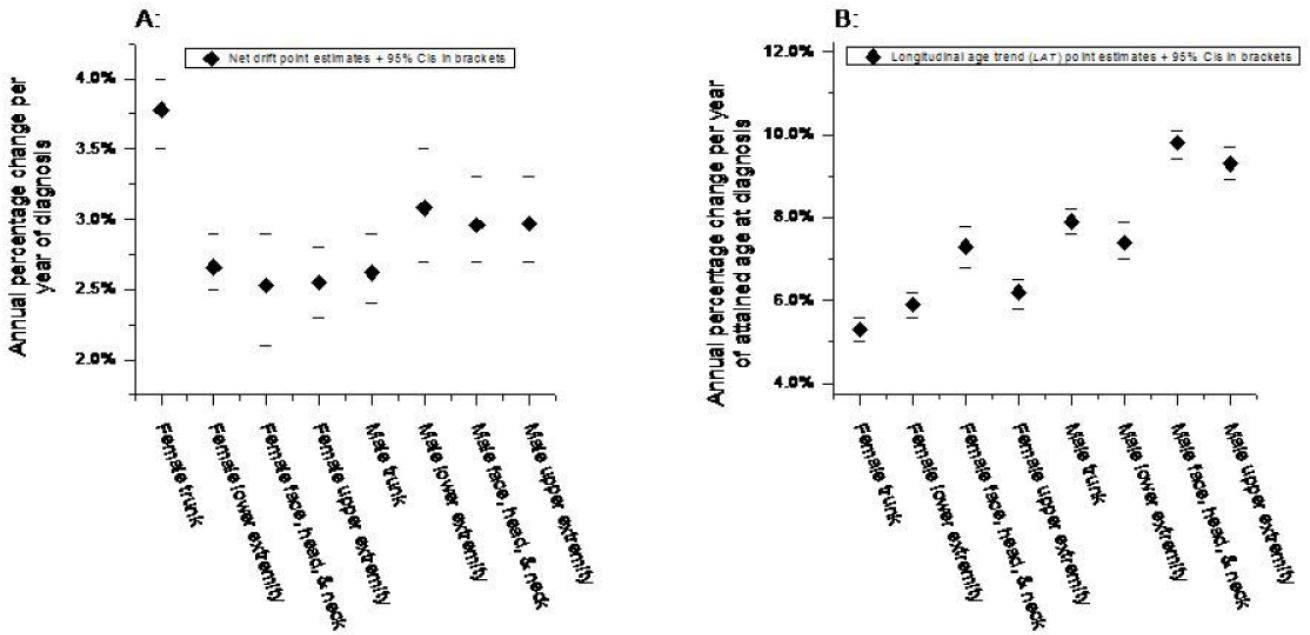 A:
Net drift point estimates + 95% CIs in brackets
Annual percentage change per
year of diagnosis
4.0%
3.5%
3.0%
2.5%
2.0%
Female trunk
Female lower extremity
Female face, head, & neck
Female upper extremity
Male trunk
Male lower extremity
Male face, head, & neck
Male upper extremity
B:
Longitudinal age trend (LAT) point estimates + 95% CIs in brackets
Annual percentage change per year
of attained age at diagnosis
12.0%
10.0%
8.0%
6.0%
4.0%
Female trunk
Female lower extremity
Female face, head, & neck
Female upper extremity
Male trunk
Male lower extremity
Male face, head, & neck
Male upper extremity